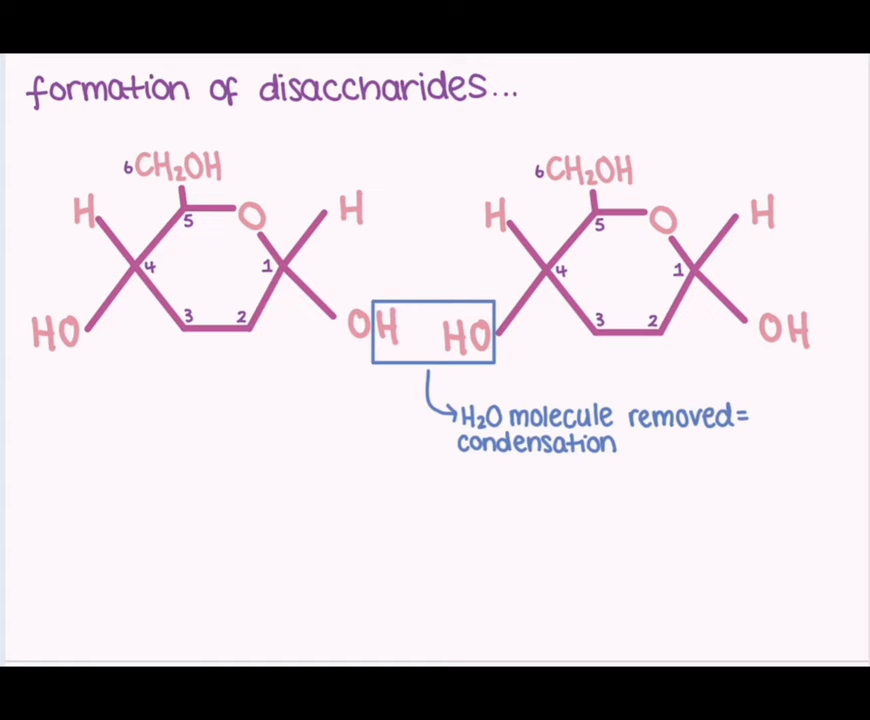 formation of disaccharides...
6CH₂OH 6CH₂OH
H 5 O H H 5 O H
4 1 4 1
3 2 3 2
HO OH HO OH
H₂O molecule removed=
condensation